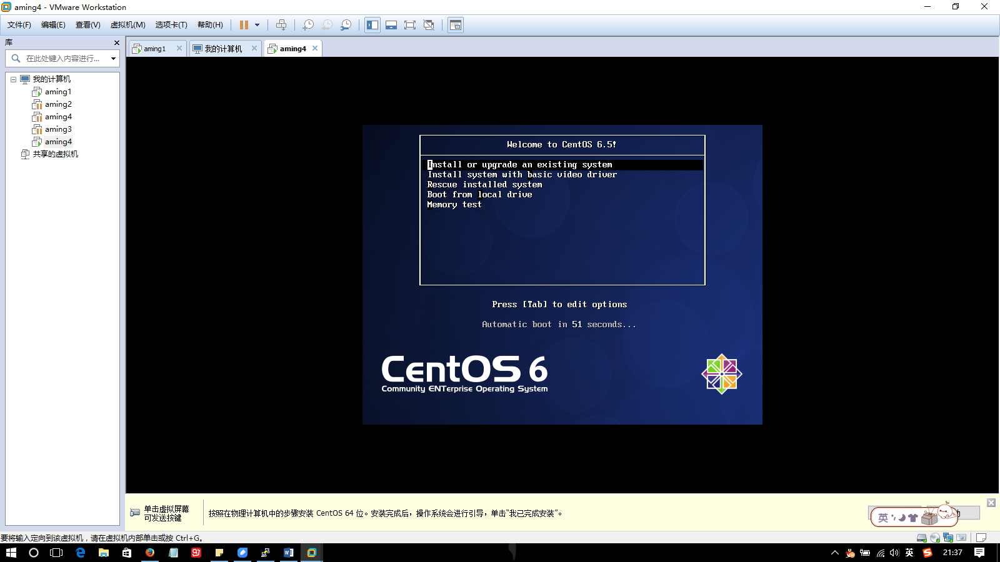 aming4 - VMware Workstation
文件(F) 编辑(E) 查看(V) 虚拟机(M) 选项卡(T) 帮助(H)
库
在此处键入内容进行...
我的计算机
aming1
aming2
aming4
aming3
aming4
共享的虚拟机
aming1 我的计算机 aming4
Welcome to CentOS 6.5!
Install or upgrade an existing system
Install system with basic video driver
Rescue installed system
Boot from local drive
Memory test
Press [Tab] to edit options
Automatic boot in 51 seconds...
CentOS 6
Community ENTerprise Operating System
单击虚拟屏幕
可发送按键
按照在物理计算机中的步骤安装 CentOS 64 位。安装完成后，操作系统会进行引导，单击“我已完成安装”。
英
要将输入定向到该虚拟机，请在虚拟机内部单击或按 Ctrl+G。
英 21:37